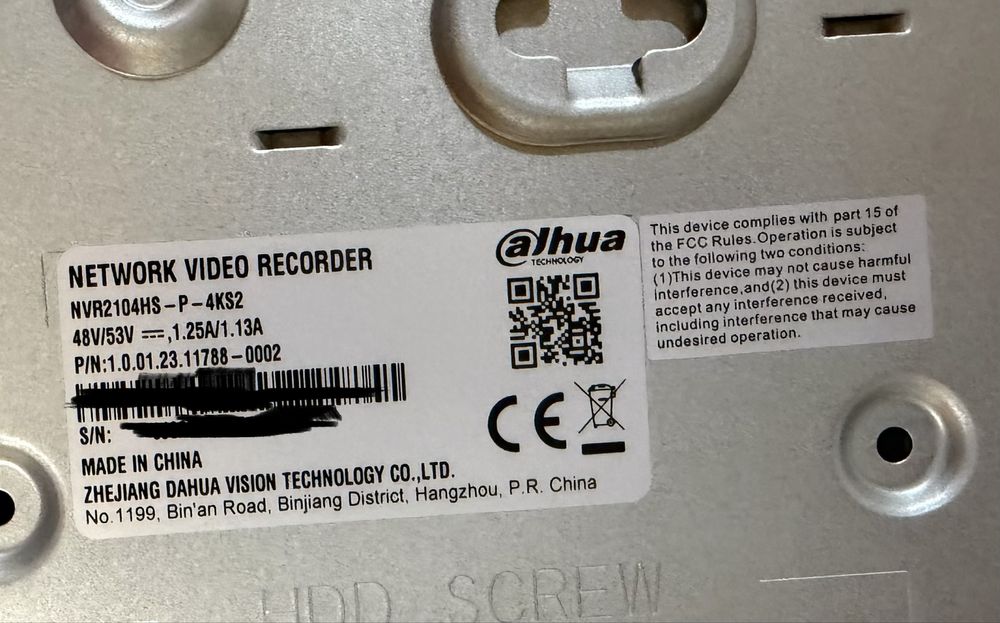 NETWORK VIDEO RECORDER
NVR2104HS-P-4KS2
48V/53V ⎓,1.25A/1.13A
P/N:1.0.01.23.11788-0002
S/N:
MADE IN CHINA
ZHEJIANG DAHUA VISION TECHNOLOGY CO.,LTD.
No.1199, Bin'an Road, Binjiang District, Hangzhou, P.R. China
alhua
TECHNOLOGY
CE
This device complies with part 15 of
the FCC Rules.Operation is subject
to the following two conditions:
(1)This device may not cause harmful
interference,and(2) this device must
accept any interference received,
including interference that may cause
undesired operation.
HDD SCREW